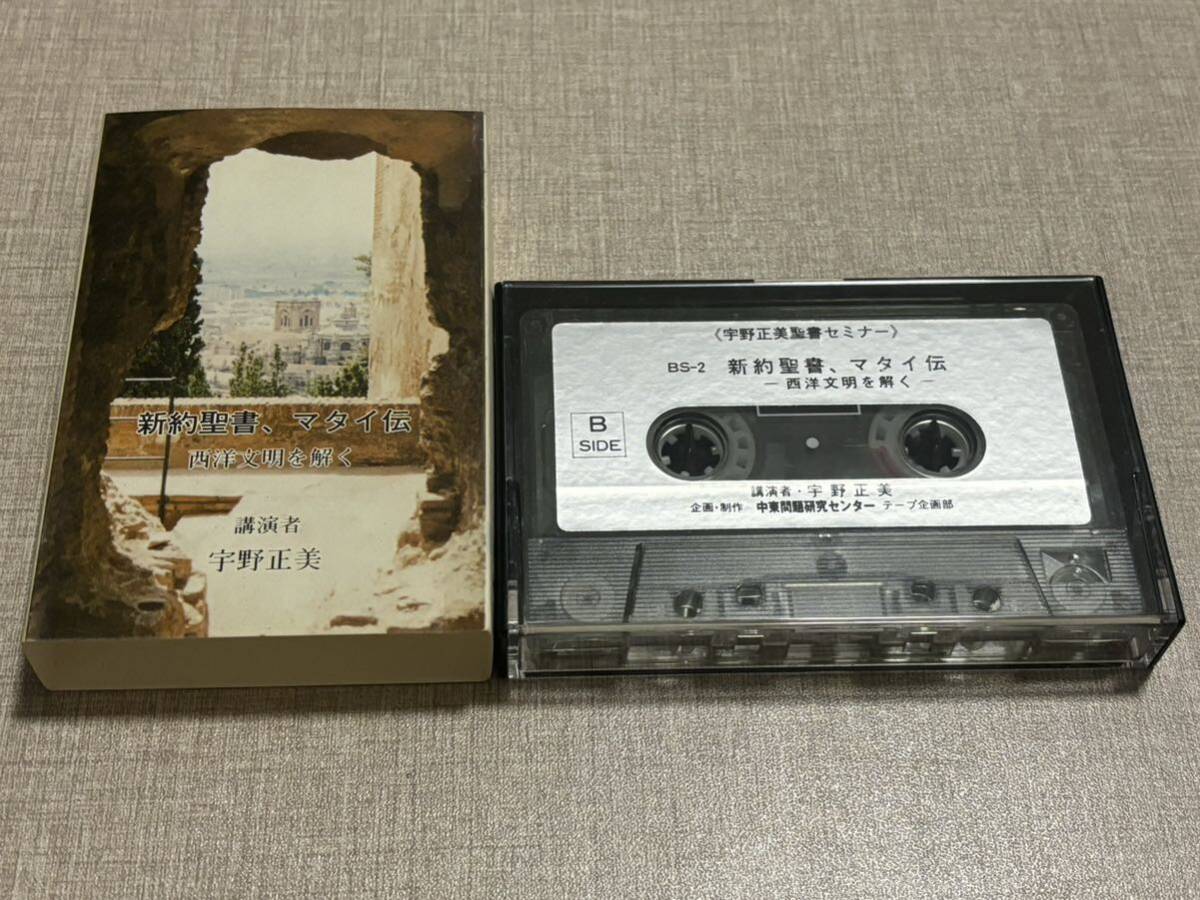 新約聖書、マタイ伝
西洋文明を解く
講演者
宇野正美
《宇野正美聖書セミナー》
BS-2 新約聖書、マタイ伝
―西洋文明を解く―
B
SIDE
講演者・宇野正美
企画・制作 中東問題研究センター テープ企画部